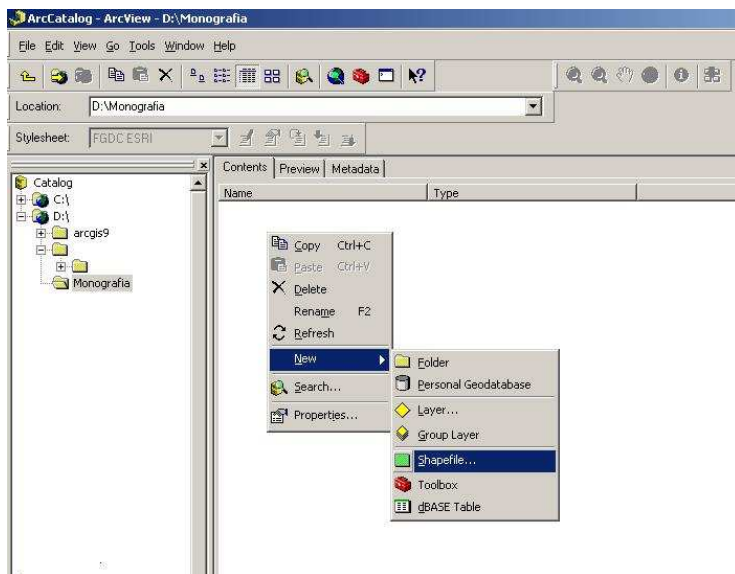 ArcCatalog - ArcView - D:\Monografia
File Edit View Go Tools Window Help
Location: D:\Monografia
Stylesheet: FGDC ESRI
Contents Preview Metadata
Name Type
Catalog
C:\
D:\
arcgis9
Monografia
Copy Ctrl+C
Paste Ctrl+V
Delete
Rename F2
Refresh
New
Search...
Properties...
Folder
Personal Geodatabase
Layer...
Group Layer
Shapefile...
Toolbox
dBASE Table